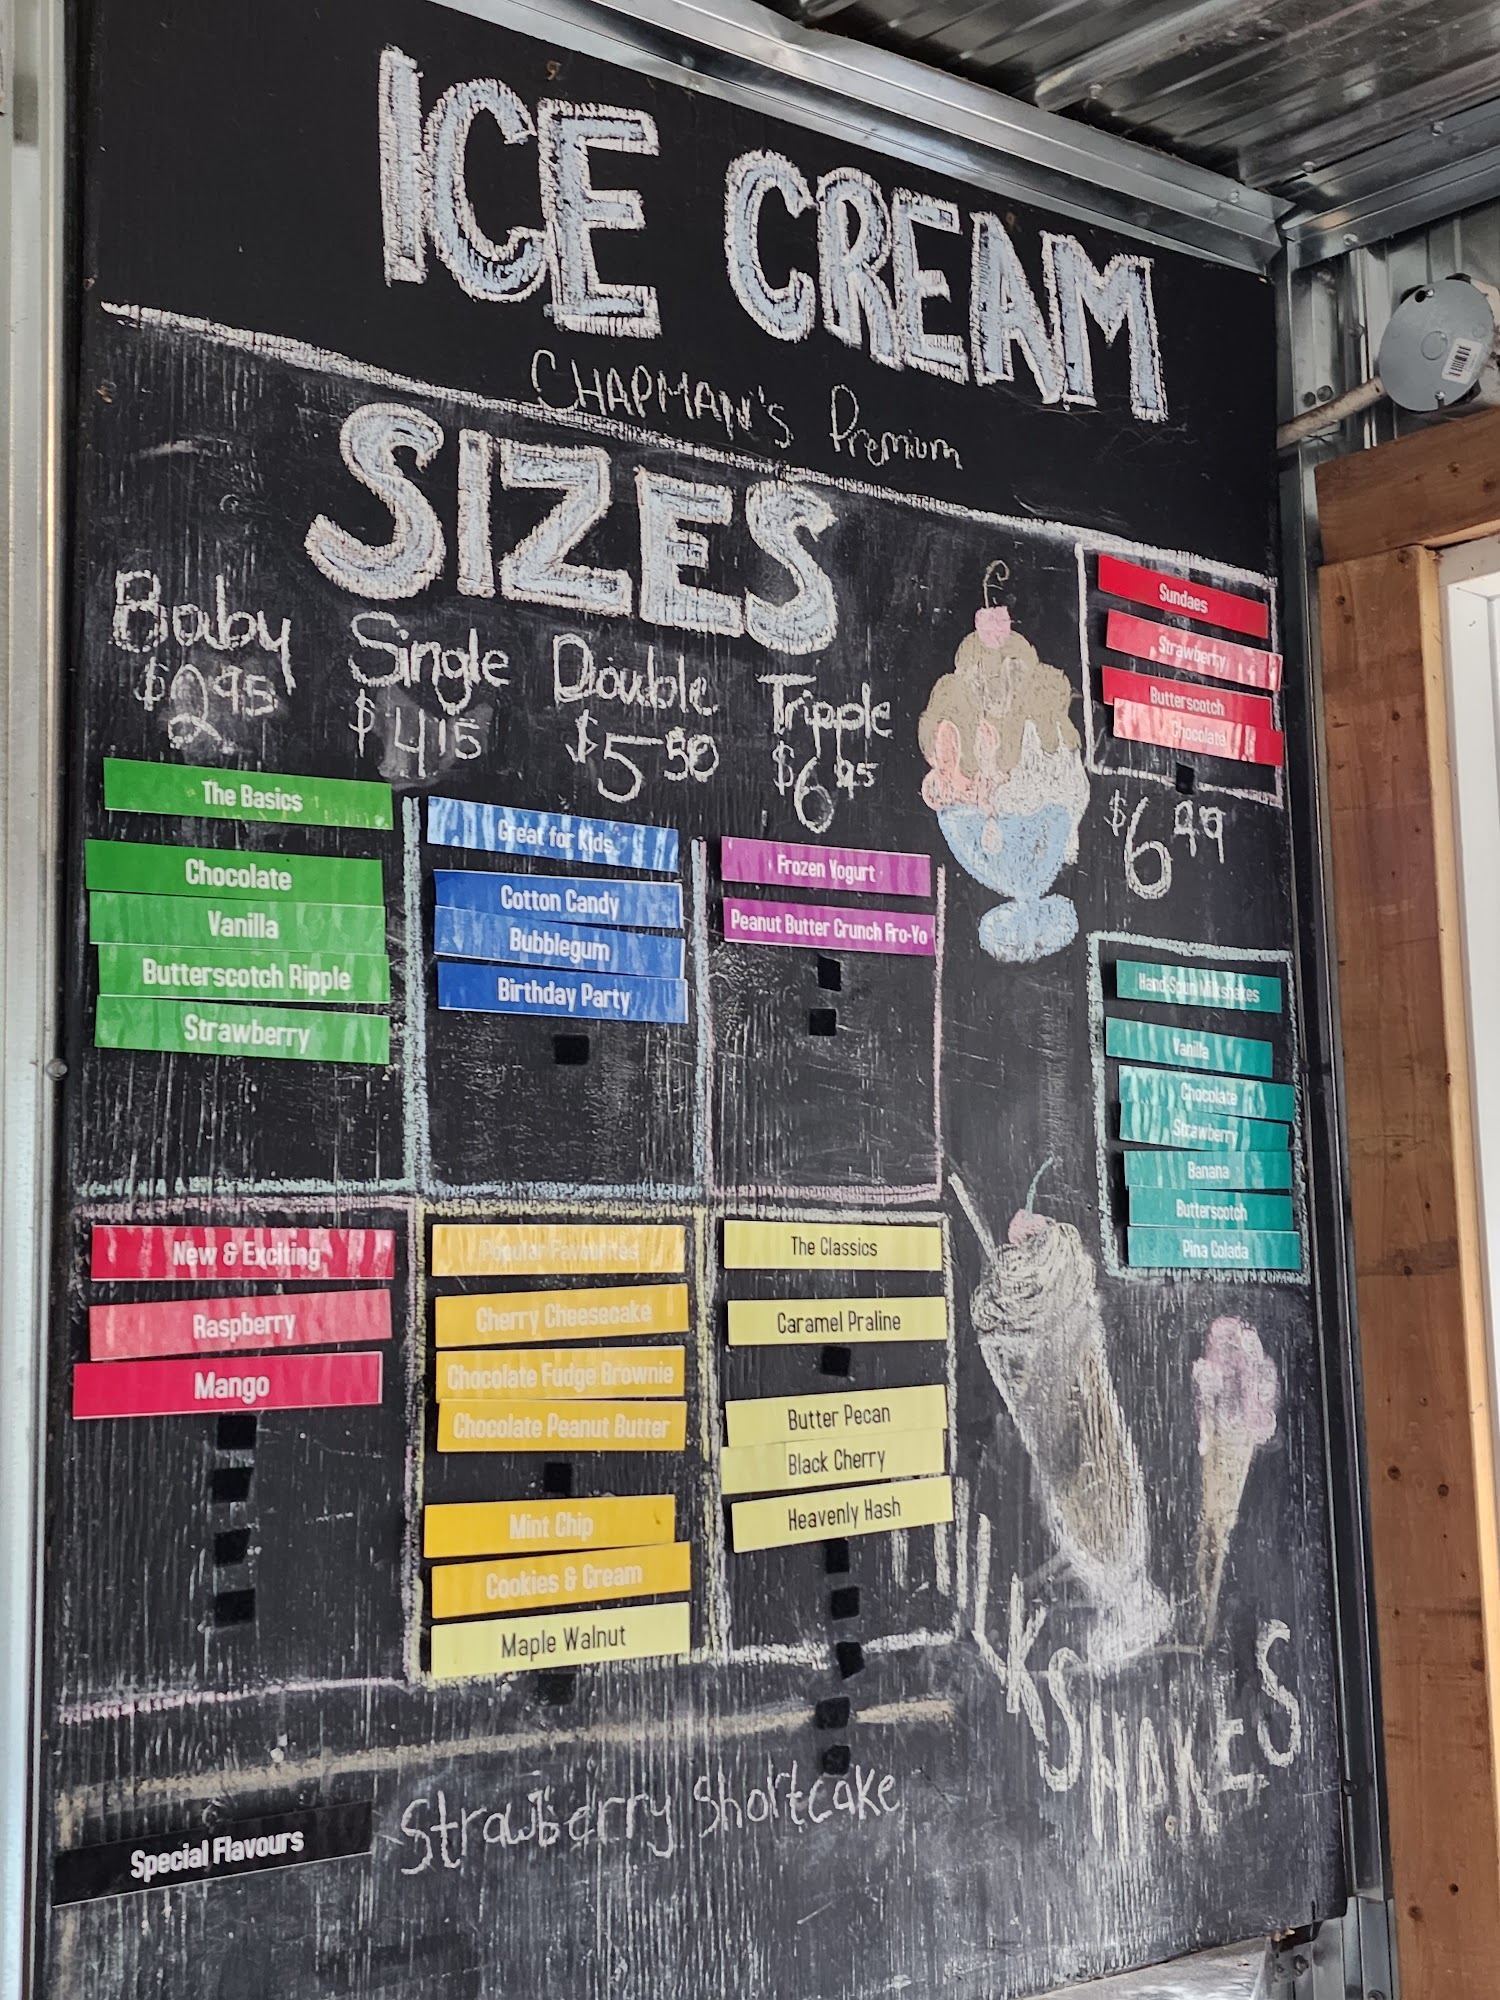 ICE CREAM
CHAPMAN'S Premium
SIZES
Baby Single Double Tripple
$2.95 $4.15 $5.50 $6.95
Sundaes
Strawberry
Butterscotch
Chocolate
$6.99
The Basics
Chocolate
Vanilla
Butterscotch Ripple
Strawberry
Great for Kids
Cotton Candy
Bubblegum
Birthday Party
Frozen Yogurt
Peanut Butter Crunch Fro-Yo
Hand Spun Milkshakes
Vanilla
Chocolate
Strawberry
Banana
Butterscotch
Pina Colada
New & Exciting
Raspberry
Mango
Popular Favourites
Cherry Cheesecake
Chocolate Fudge Brownie
Chocolate Peanut Butter
Mint Chip
Cookies & Cream
Maple Walnut
The Classics
Caramel Praline
Butter Pecan
Black Cherry
Heavenly Hash
MILKSHAKES
Special Flavours Strawberry Shortcake